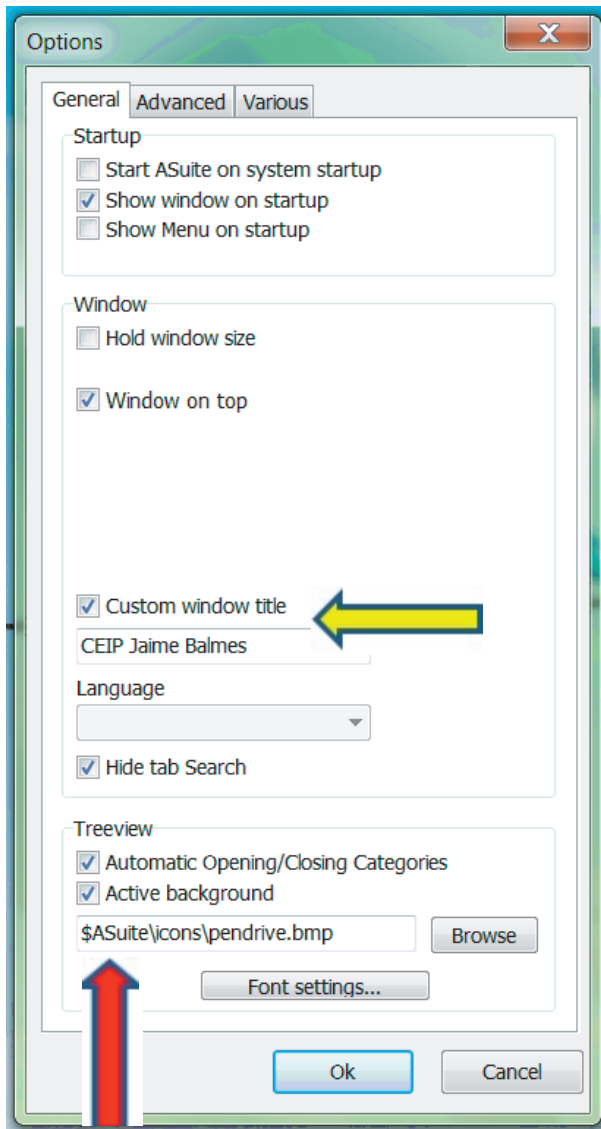 Options
General Advanced Various
Startup
Start ASuite on system startup
Show window on startup
Show Menu on startup
Window
Hold window size
Window on top
Custom window title
CEIP Jaime Balmes
Language
Hide tab Search
Treeview
Automatic Opening/Closing Categories
Active background
$ASuite\icons\pendrive.bmp Browse
Font settings...
Ok Cancel